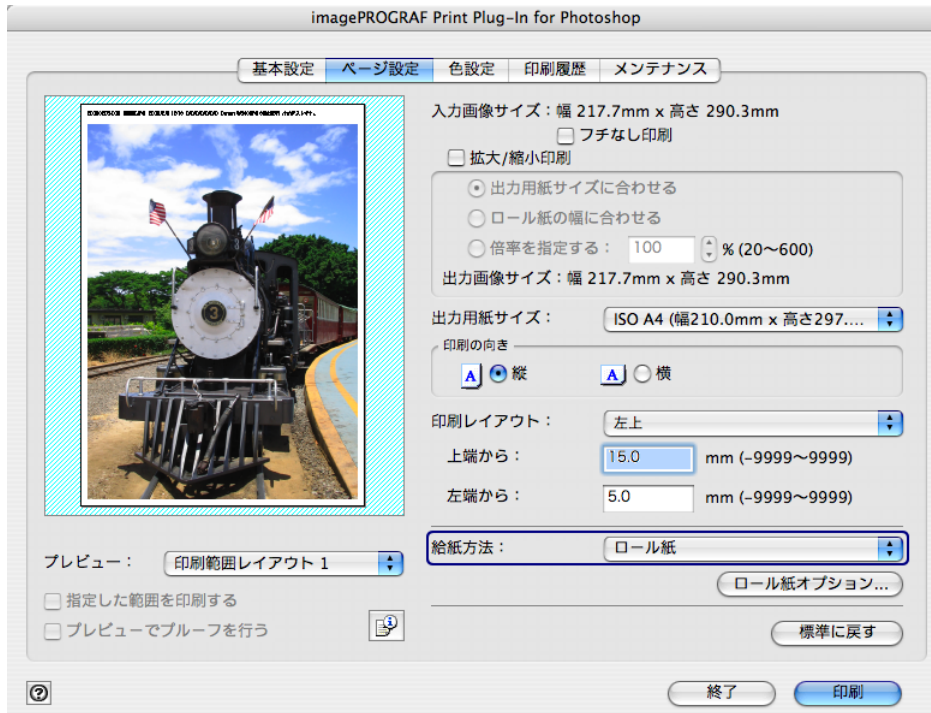 imagePROGRAF Print Plug-In for Photoshop
基本設定 ページ設定 色設定 印刷履歴 メンテナンス
入力画像サイズ：幅 217.7mm x 高さ 290.3mm
フチなし印刷
拡大/縮小印刷
出力用紙サイズに合わせる
ロール紙の幅に合わせる
倍率を指定する： 100 % (20～600)
出力画像サイズ：幅 217.7mm x 高さ 290.3mm
出力用紙サイズ： ISO A4 (幅210.0mm x 高さ297....
印刷の向き
A 縦 A 横
印刷レイアウト： 左上
上端から： 15.0 mm (-9999～9999)
左端から： 5.0 mm (-9999～9999)
給紙方法： ロール紙
ロール紙オプション...
標準に戻す
3
3
プレビュー： 印刷範囲レイアウト 1
指定した範囲を印刷する
プレビューでプルーフを行う
終了 印刷